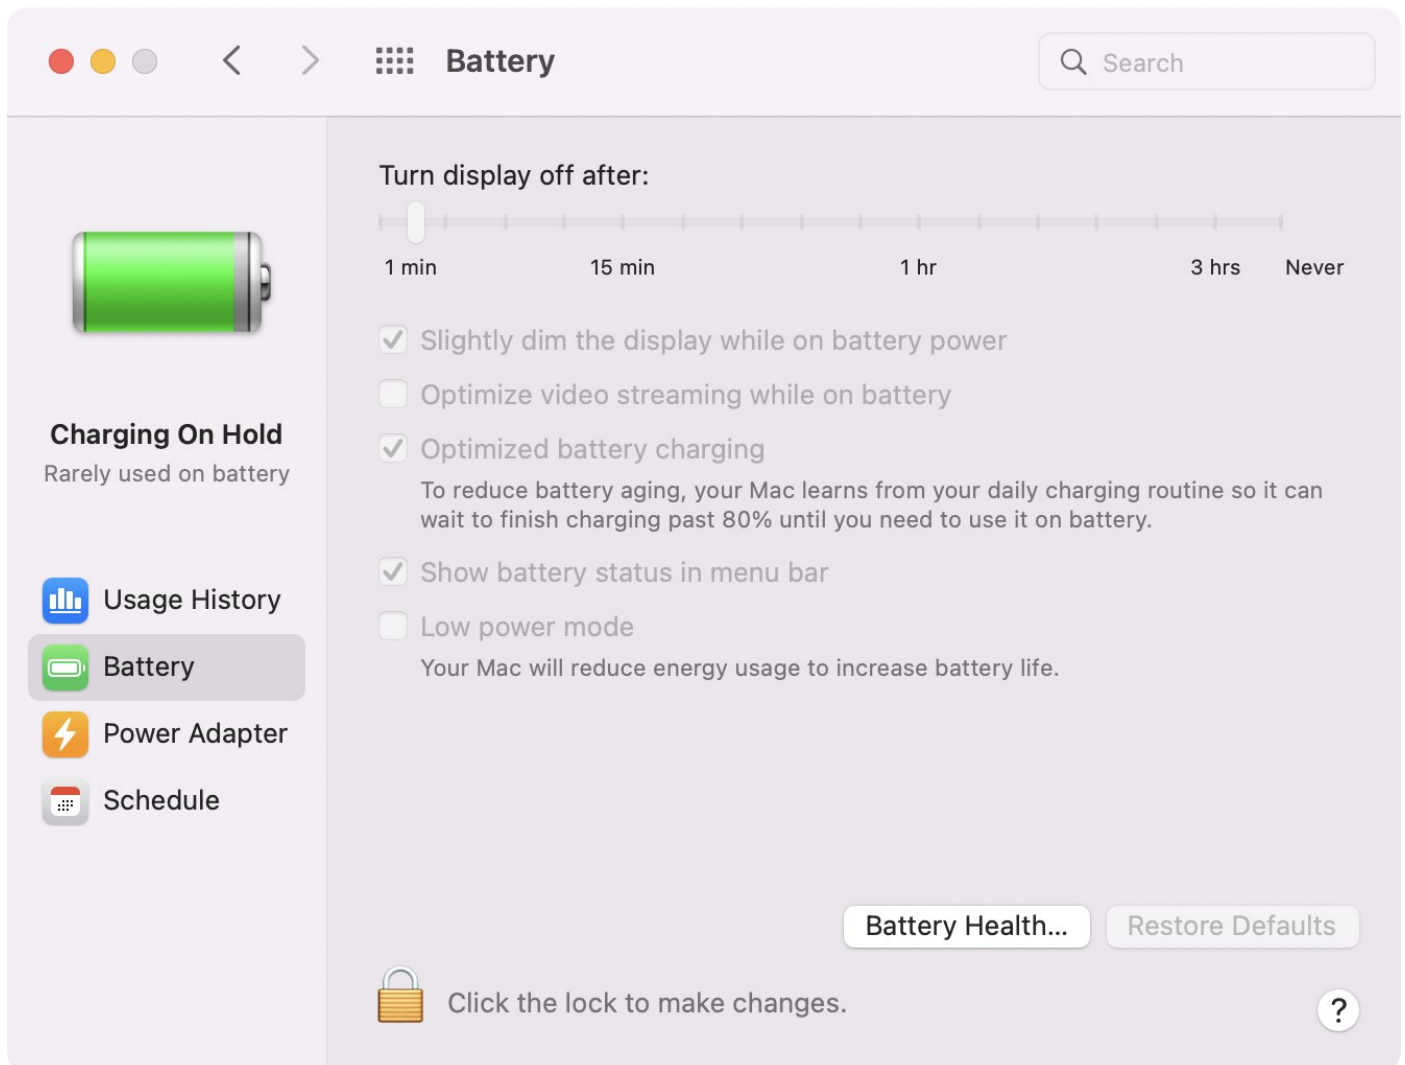 Battery
Search
Charging On Hold
Rarely used on battery
Usage History
Battery
Power Adapter
Schedule
Turn display off after:
1 min 15 min 1 hr 3 hrs Never
Slightly dim the display while on battery power
Optimize video streaming while on battery
Optimized battery charging
To reduce battery aging, your Mac learns from your daily charging routine so it can
wait to finish charging past 80% until you need to use it on battery.
Show battery status in menu bar
Low power mode
Your Mac will reduce energy usage to increase battery life.
Battery Health... Restore Defaults
Click the lock to make changes.
?